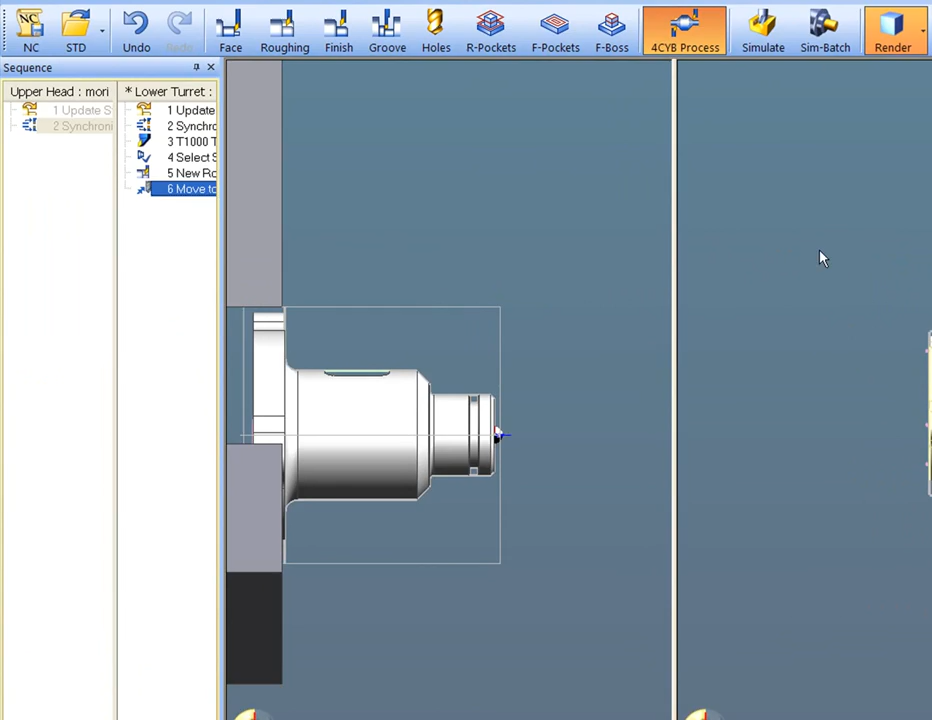 NC STD Undo Redo Face Roughing Finish Groove Holes R-Pockets F-Pockets F-Boss 4CYB Process Simulate Sim-Batch Render
Sequence
Upper Head : mori
1 Update S
2 Synchroni
* Lower Turret :
1 Update
2 Synchro
3 T1000 T
4 Select S
5 New Ro
6 Move to